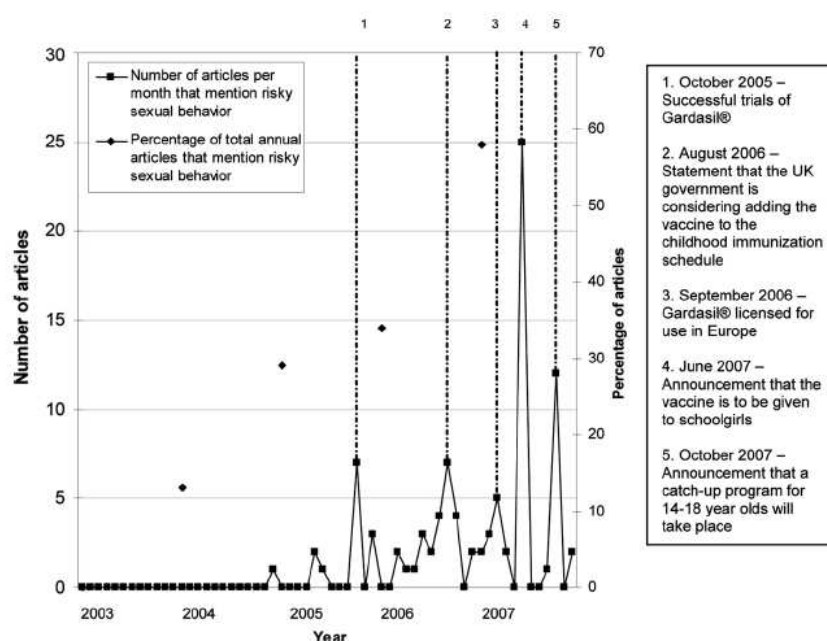 1
2
3
4
5
30
25
20
15
10
5
0
Number of articles
Number of articles per
month that mention risky
sexual behavior
Percentage of total annual
articles that mention risky
sexual behavior
70
60
50
40
30
20
10
0
Percentage of articles
2003
2004
2005
2006
2007
Year
1. October 2005 –
Successful trials of
Gardasil®
2. August 2006 –
Statement that the UK
government is
considering adding the
vaccine to the
childhood immunization
schedule
3. September 2006 –
Gardasil® licensed for
use in Europe
4. June 2007 –
Announcement that the
vaccine is to be given
to schoolgirls
5. October 2007 –
Announcement that a
catch-up program for
14-18 year olds will
take place